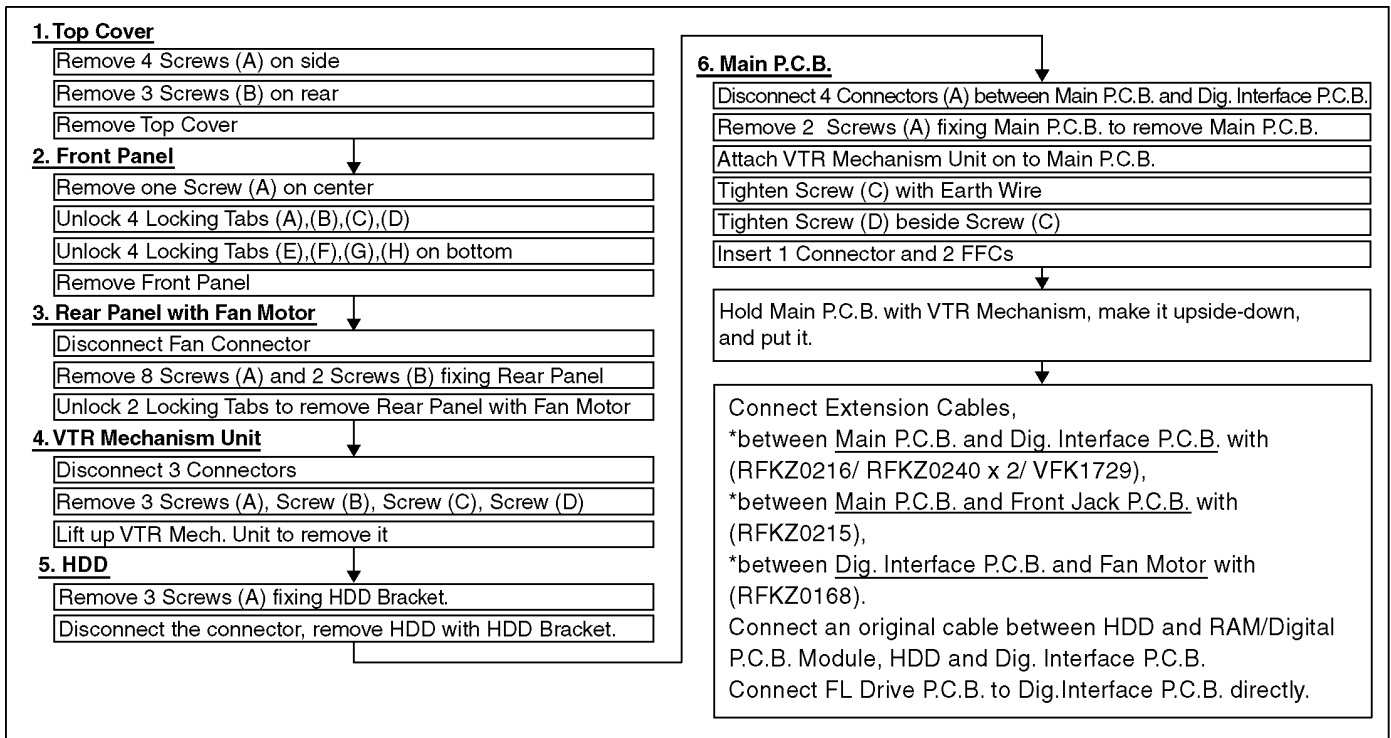 1. Top Cover
Remove 4 Screws (A) on side
Remove 3 Screws (B) on rear
Remove Top Cover
2. Front Panel
Remove one Screw (A) on center
Unlock 4 Locking Tabs (A),(B),(C),(D)
Unlock 4 Locking Tabs (E),(F),(G),(H) on bottom
Remove Front Panel
3. Rear Panel with Fan Motor
Disconnect Fan Connector
Remove 8 Screws (A) and 2 Screws (B) fixing Rear Panel
Unlock 2 Locking Tabs to remove Rear Panel with Fan Motor
4. VTR Mechanism Unit
Disconnect 3 Connectors
Remove 3 Screws (A), Screw (B), Screw (C), Screw (D)
Lift up VTR Mech. Unit to remove it
5. HDD
Remove 3 Screws (A) fixing HDD Bracket.
Disconnect the connector, remove HDD with HDD Bracket.
6. Main P.C.B.
Disconnect 4 Connectors (A) between Main P.C.B. and Dig. Interface P.C.B.
Remove 2 Screws (A) fixing Main P.C.B. to remove Main P.C.B.
Attach VTR Mechanism Unit on to Main P.C.B.
Tighten Screw (C) with Earth Wire
Tighten Screw (D) beside Screw (C)
Insert 1 Connector and 2 FFCs
Hold Main P.C.B. with VTR Mechanism, make it upside-down,
and put it.
Connect Extension Cables,
*between Main P.C.B. and Dig. Interface P.C.B. with
(RFKZ0216/ RFKZ0240 x 2/ VFK1729),
*between Main P.C.B. and Front Jack P.C.B. with
(RFKZ0215),
*between Dig. Interface P.C.B. and Fan Motor with
(RFKZ0168).
Connect an original cable between HDD and RAM/Digital
P.C.B. Module, HDD and Dig. Interface P.C.B.
Connect FL Drive P.C.B. to Dig.Interface P.C.B. directly.